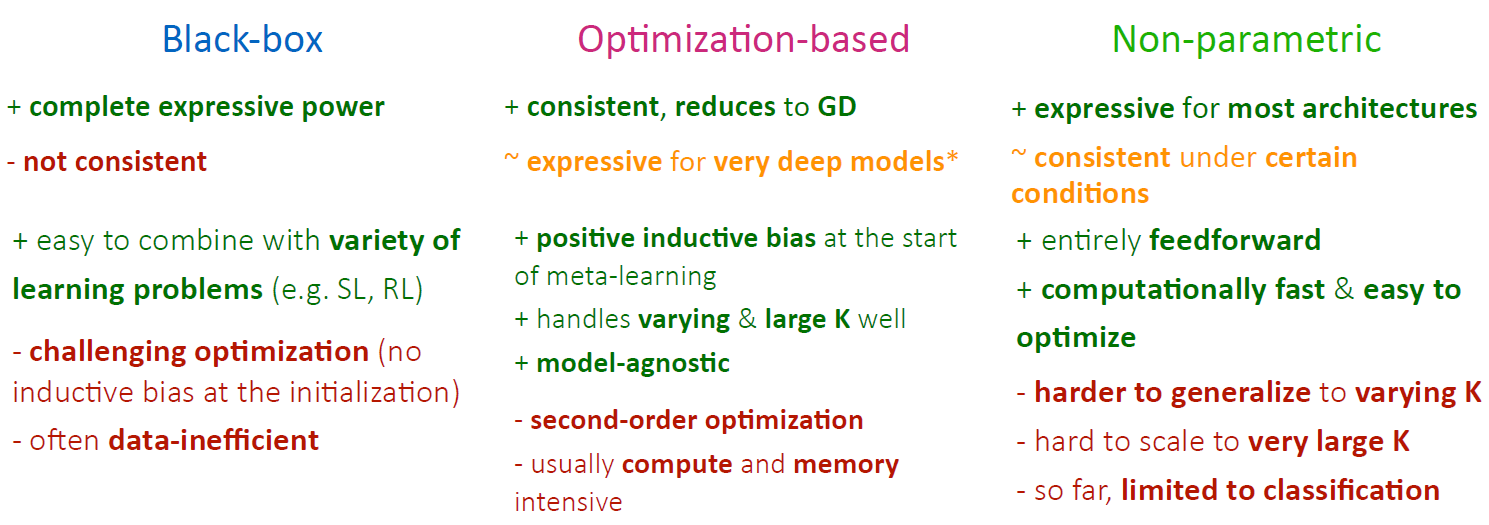 Black-box
+ complete expressive power
- not consistent
+ easy to combine with variety of
learning problems (e.g. SL, RL)
- challenging optimization (no
inductive bias at the initialization)
- often data-inefficient
Optimization-based
+ consistent, reduces to GD
~ expressive for very deep models*
+ positive inductive bias at the start
of meta-learning
+ handles varying & large K well
+ model-agnostic
- second-order optimization
- usually compute and memory
intensive
Non-parametric
+ expressive for most architectures
~ consistent under certain
conditions
+ entirely feedforward
+ computationally fast & easy to
optimize
- harder to generalize to varying K
- hard to scale to very large K
- so far, limited to classification